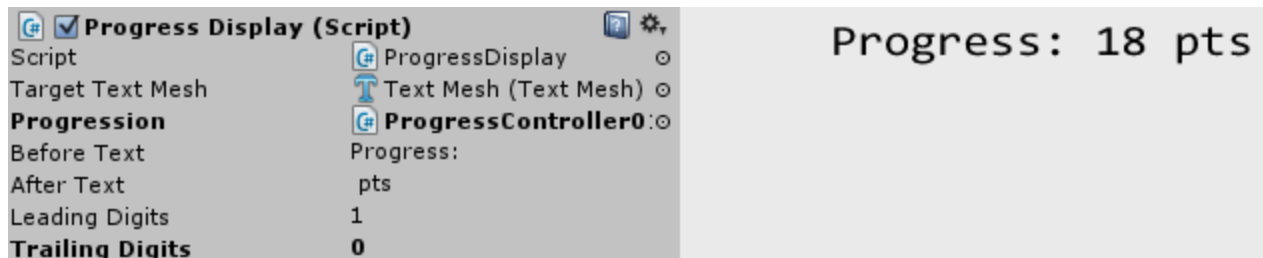 Progress Display (Script)
Script ProgressDisplay
Target Text Mesh Text Mesh (Text Mesh)
Progression ProgressController0
Before Text Progress:
After Text pts
Leading Digits 1
Trailing Digits 0
Progress: 18 pts